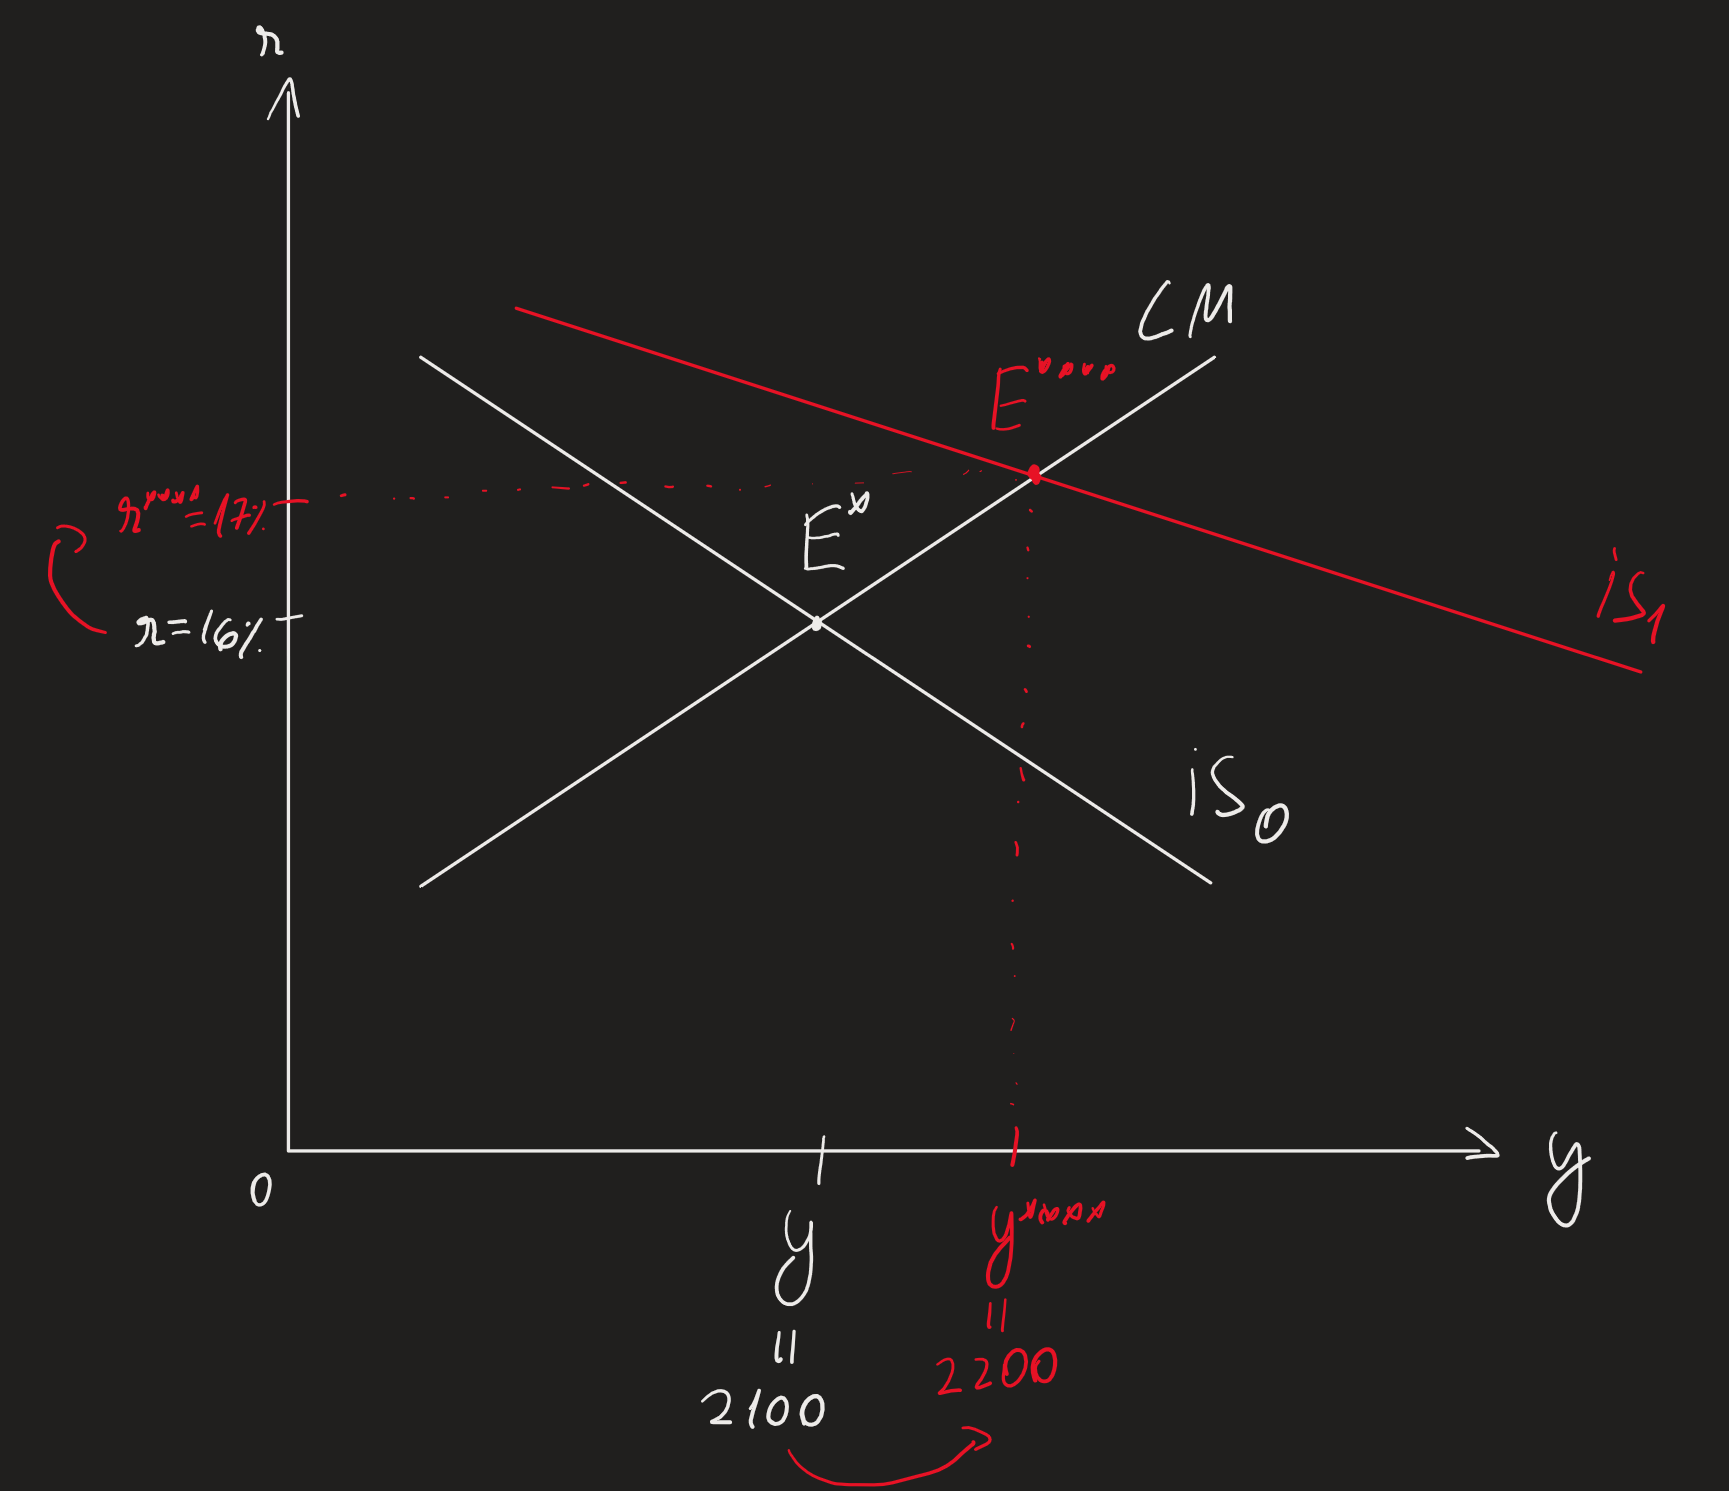 r
LM
E****
E*
r****=17%
iS₁
r=16%
iS₀
0
y
y
y****
=
=
2200
2100